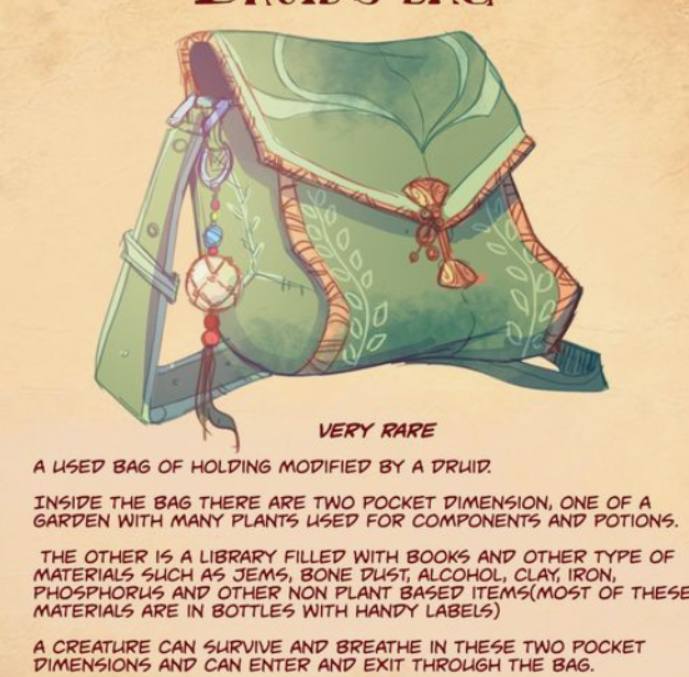 DRUID'S BAG
VERY RARE
A USED BAG OF HOLDING MODIFIED BY A DRUID.
INSIDE THE BAG THERE ARE TWO POCKET DIMENSION, ONE OF A
GARDEN WITH MANY PLANTS USED FOR COMPONENTS AND POTIONS.
THE OTHER IS A LIBRARY FILLED WITH BOOKS AND OTHER TYPE OF
MATERIALS SUCH AS JEMS, BONE DUST, ALCOHOL, CLAY, IRON,
PHOSPHORUS AND OTHER NON PLANT BASED ITEMS(MOST OF THESE
MATERIALS ARE IN BOTTLES WITH HANDY LABELS)
A CREATURE CAN SURVIVE AND BREATHE IN THESE TWO POCKET
DIMENSIONS AND CAN ENTER AND EXIT THROUGH THE BAG.